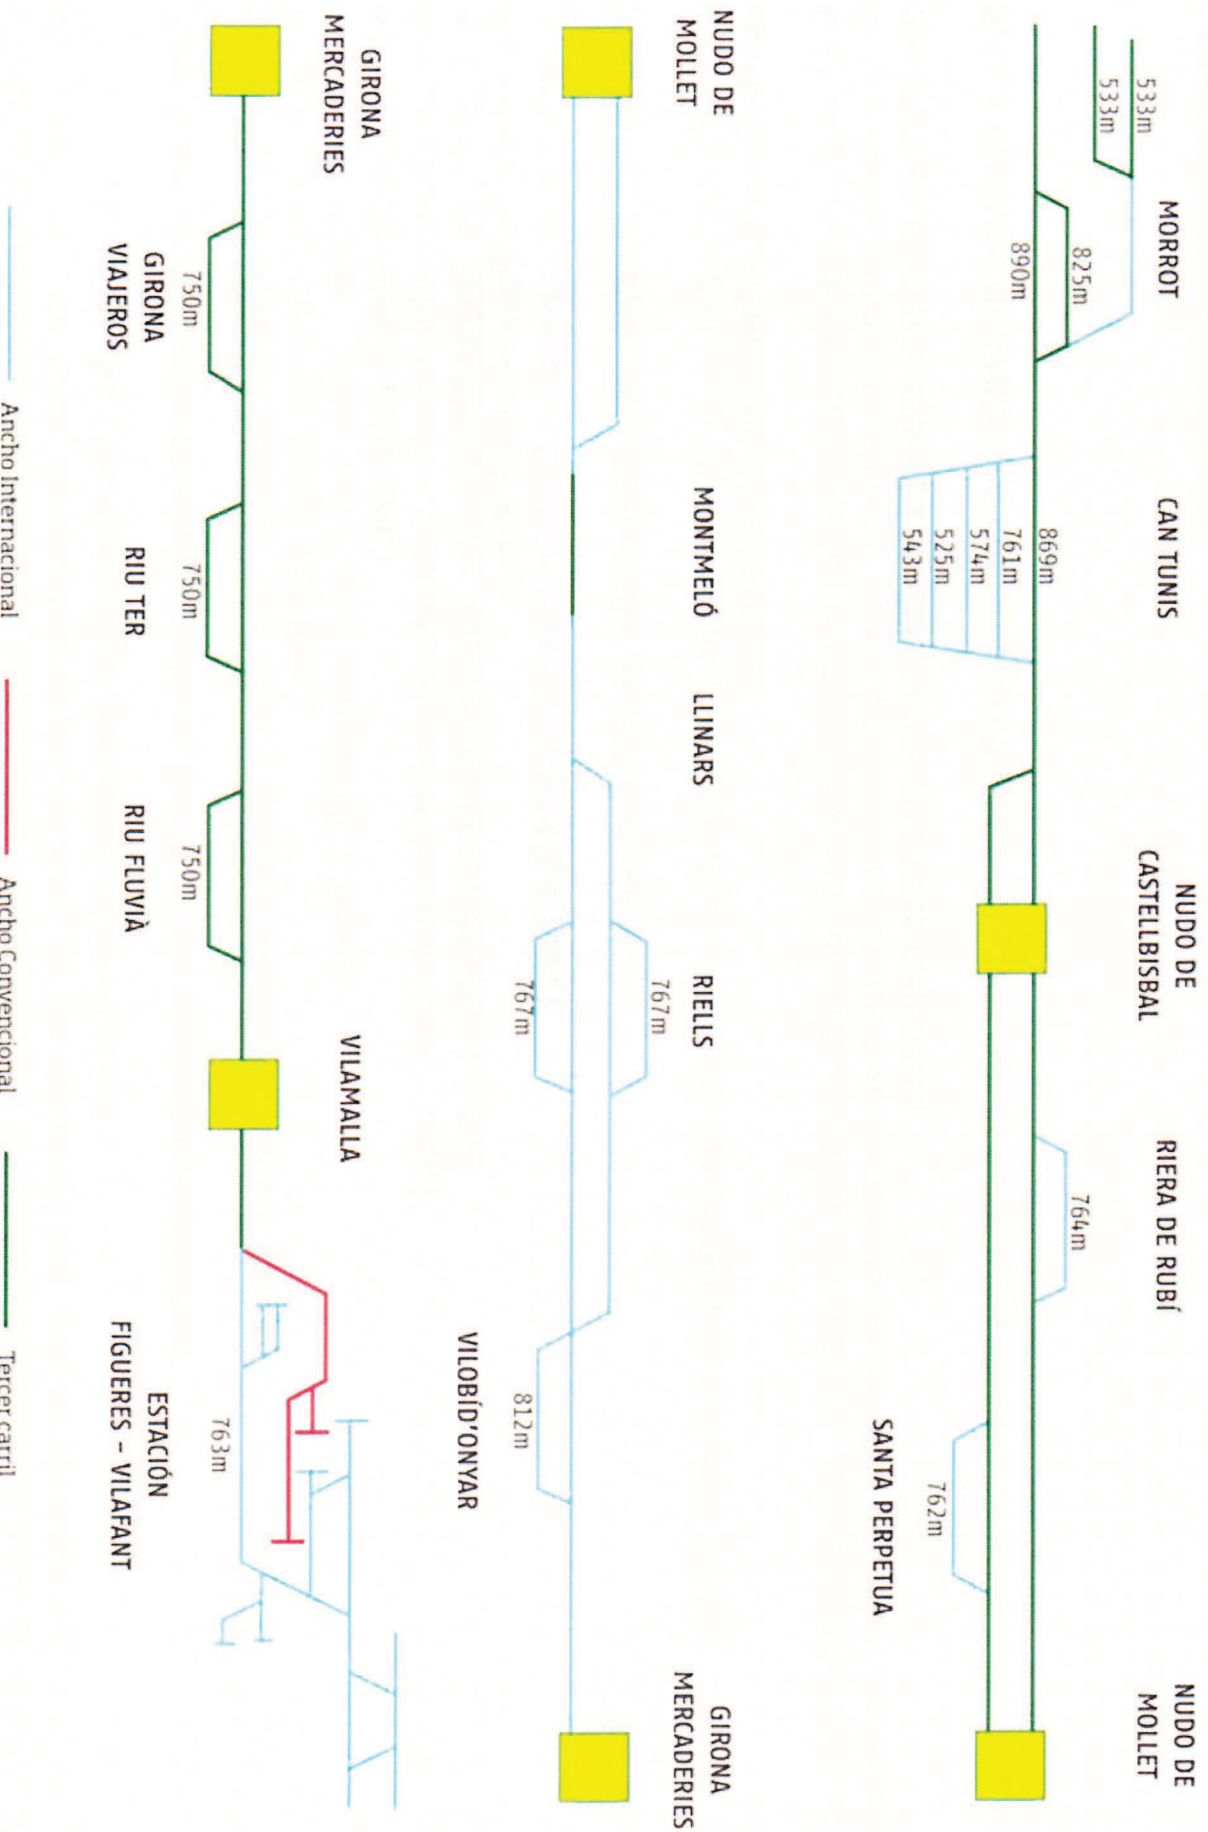 533m
533m
MORROT
825m
890m
CAN TUNIS
869m
761m
574m
525m
543m
NUDO DE
CASTELLBISBAL
RIERA DE RUBÍ
764m
SANTA PERPETUA
762m
NUDO DE
MOLLET
NUDO DE
MOLLET
MONTMELÓ
LLINARS
RIELLS
767m
767m
VILOBÍD'ONYAR
812m
GIRONA
MERCADERIES
GIRONA
MERCADERIES
750m
GIRONA
VIAJEROS
750m
RIU TER
750m
RIU FLUVIÀ
VILAMALLA
763m
ESTACIÓN
FIGUERES – VILAFANT
Ancho Internacional
Ancho Convencional
Tercer carril